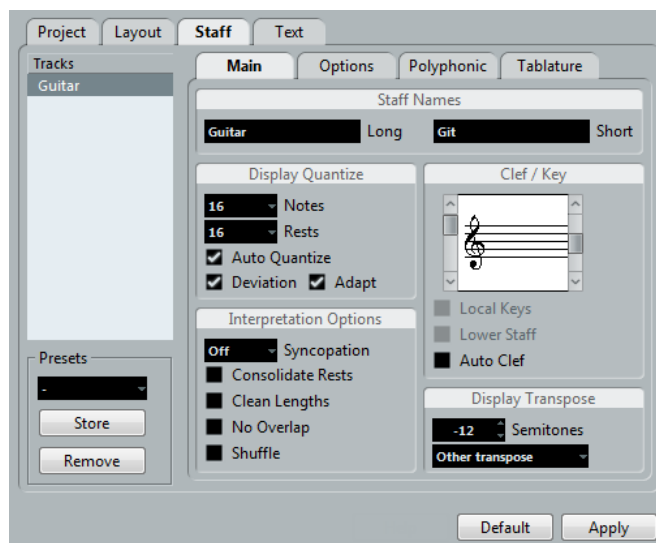 Project Layout Staff Text
Tracks
Guitar
Main Options Polyphonic Tablature
Staff Names
Guitar Long Git Short
Display Quantize
16 Notes
16 Rests
Auto Quantize
Deviation Adapt
Clef / Key
Local Keys
Lower Staff
Auto Clef
Interpretation Options
Off Syncopation
Consolidate Rests
Clean Lengths
No Overlap
Shuffle
Display Transpose
-12 Semitones
Other transpose
Presets
-
Store
Remove
Default Apply